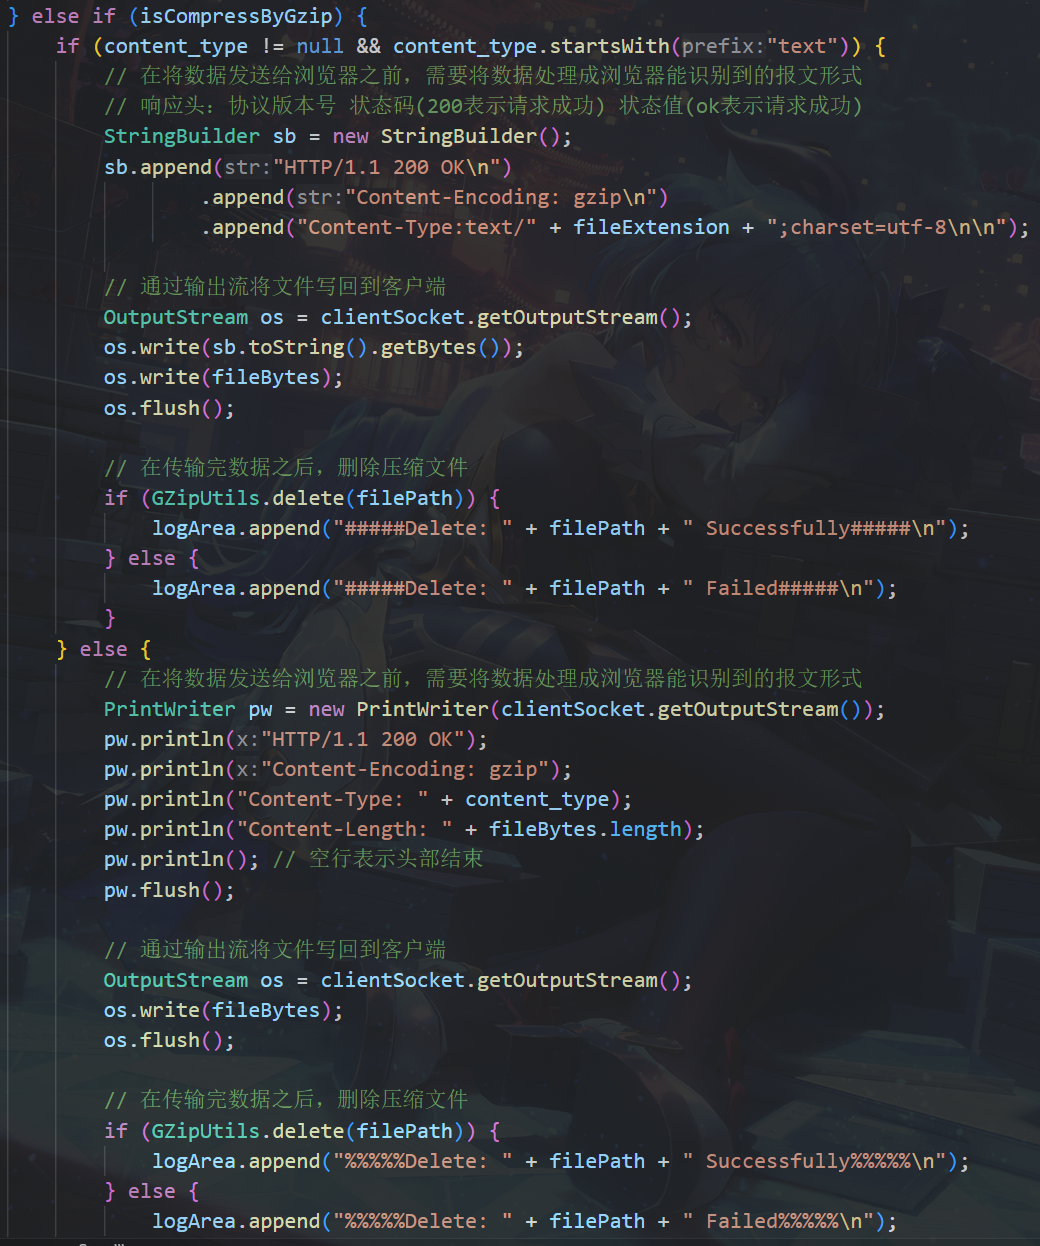 } else if (isCompressByGzip) {
if (content_type != null && content_type.startsWith(prefix:"text")) {
// 在将数据发送给浏览器之前，需要将数据处理成浏览器能识别到的报文形式
// 响应头：协议版本号 状态码(200表示请求成功) 状态值(ok表示请求成功)
StringBuilder sb = new StringBuilder();
sb.append(str:"HTTP/1.1 200 OK\n")
.append(str:"Content-Encoding: gzip\n")
.append("Content-Type:text/" + fileExtension + ";charset=utf-8\n\n");
// 通过输出流将文件写回到客户端
OutputStream os = clientSocket.getOutputStream();
os.write(sb.toString().getBytes());
os.write(fileBytes);
os.flush();
// 在传输完数据之后，删除压缩文件
if (GZipUtils.delete(filePath)) {
logArea.append("#####Delete: " + filePath + " Successfully#####\n");
} else {
logArea.append("#####Delete: " + filePath + " Failed#####\n");
}
} else {
// 在将数据发送给浏览器之前，需要将数据处理成浏览器能识别到的报文形式
PrintWriter pw = new PrintWriter(clientSocket.getOutputStream());
pw.println(x:"HTTP/1.1 200 OK");
pw.println(x:"Content-Encoding: gzip");
pw.println("Content-Type: " + content_type);
pw.println("Content-Length: " + fileBytes.length);
pw.println(); // 空行表示头部结束
pw.flush();
// 通过输出流将文件写回到客户端
OutputStream os = clientSocket.getOutputStream();
os.write(fileBytes);
os.flush();
// 在传输完数据之后，删除压缩文件
if (GZipUtils.delete(filePath)) {
logArea.append("%%%%%Delete: " + filePath + " Successfully%%%%%\n");
} else {
logArea.append("%%%%%Delete: " + filePath + " Failed%%%%%\n");